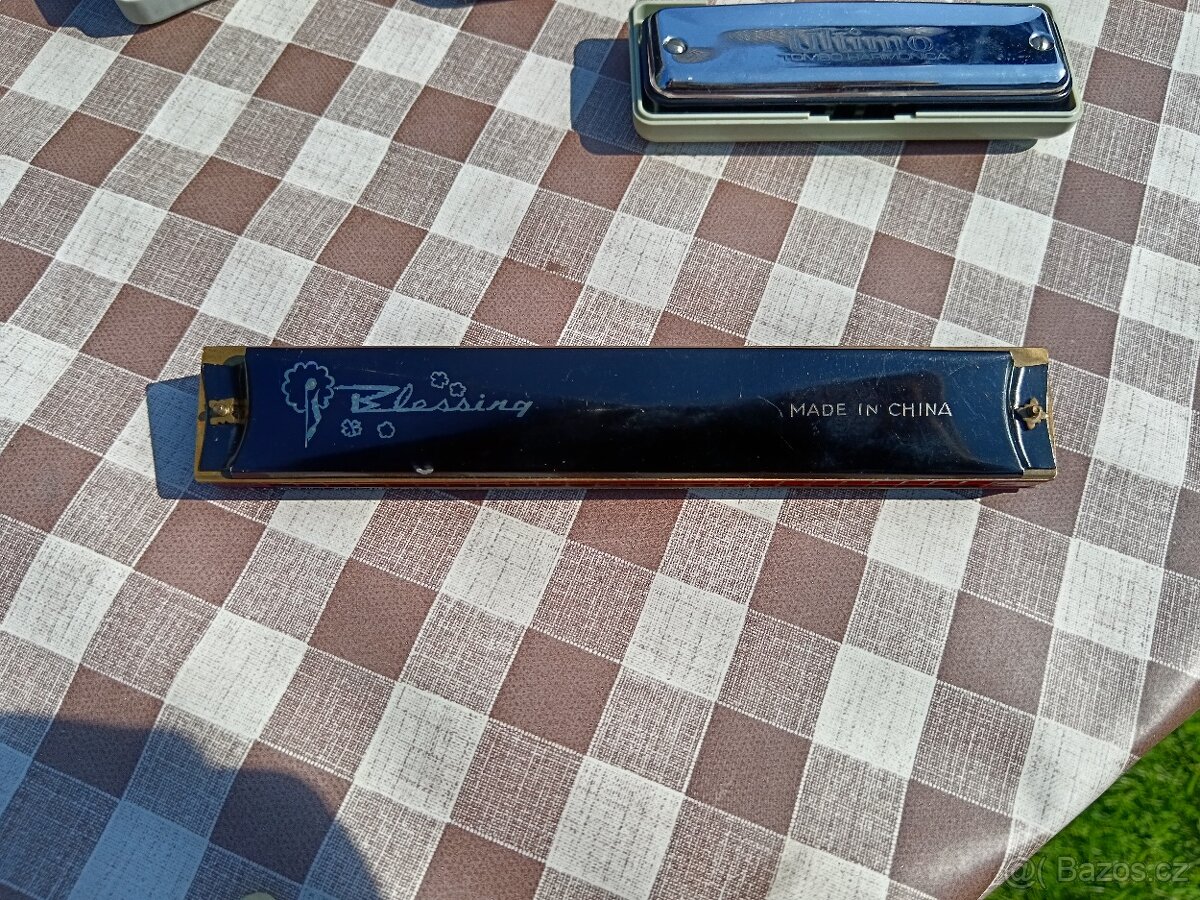 Ultimo
TOMBO HARMONICA
Blessing
MADE IN CHINA
@ Bazos.cz